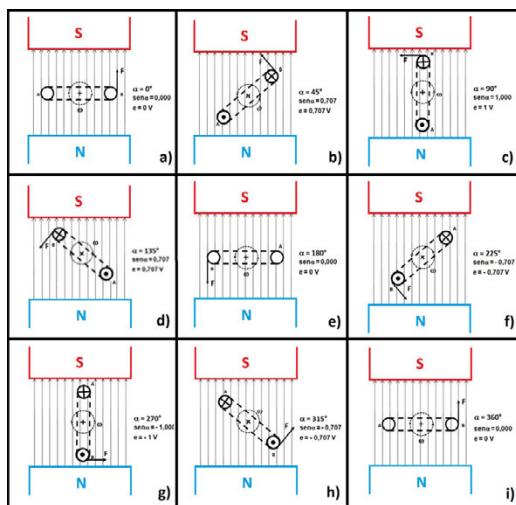 S
F
A
B
ω
α = 0°
senα = 0,000
e = 0 V
N
a)
S
F
B
A
ω
α = 45°
senα = 0,707
e = 0,707 V
N
b)
S
F
B
ω
A
α = 90°
senα = 1,000
e = 1 V
N
c)
S
F
B
ω
A
α = 135°
senα = 0,707
e = 0,707 V
N
d)
S
B
A
F
ω
α = 180°
senα = 0,000
e = 0 V
N
e)
S
A
ω
B
F
α = 225°
senα = - 0,707
e = - 0,707 V
N
f)
S
A
ω
B
F
α = 270°
senα = - 1,000
e = - 1 V
N
g)
S
A
ω
F
B
α = 315°
senα = - 0,707
e = - 0,707 V
N
h)
S
F
A
B
ω
α = 360°
senα = 0,000
e = 0 V
N
i)